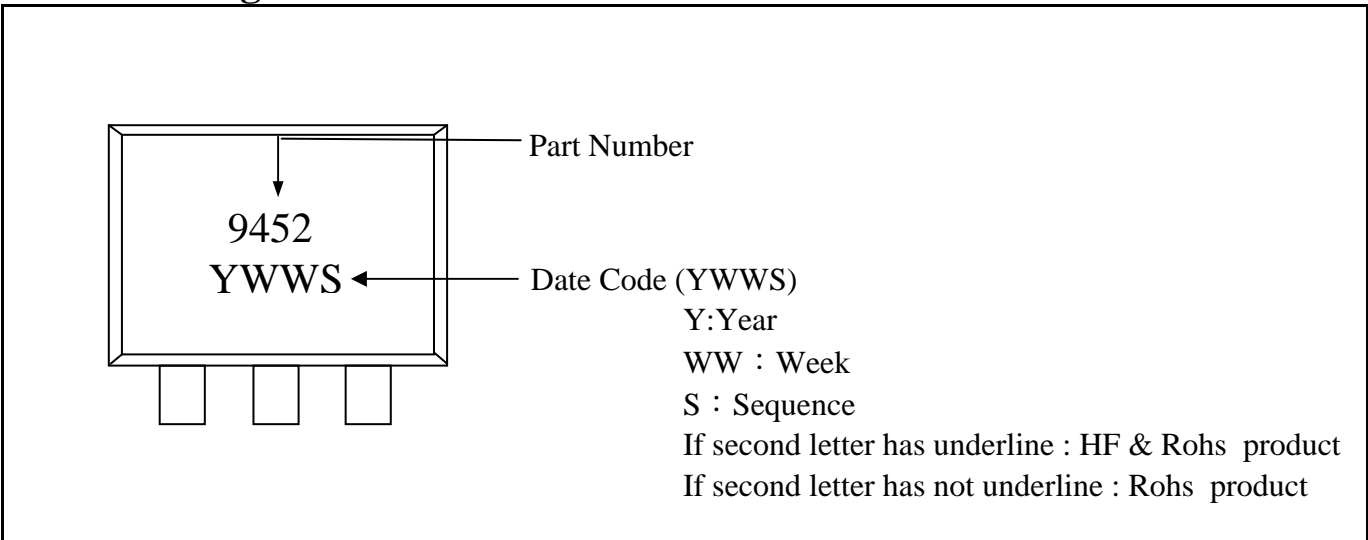 Part Number
9452
YWWS
Date Code (YWWS)
Y:Year
WW：Week
S：Sequence
If second letter has underline : HF & Rohs product
If second letter has not underline : Rohs product